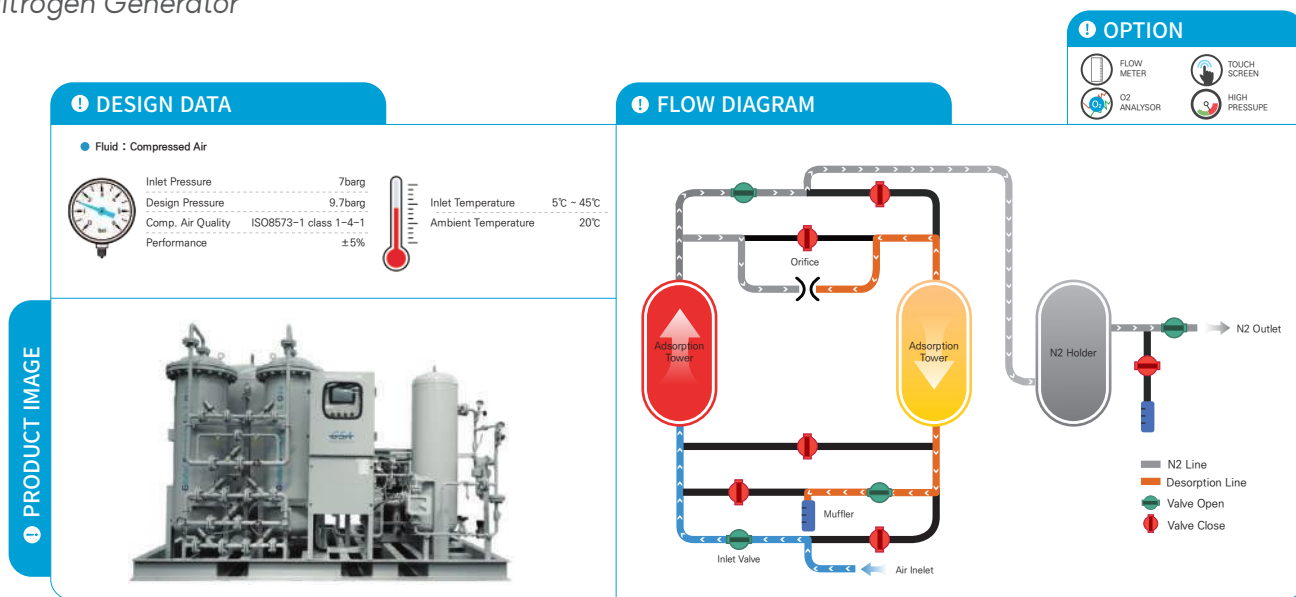 itrogen Generator
OPTION
FLOW
METER
TOUCH
SCREEN
O2
ANALYSOR
HIGH
PRESSUPE
DESIGN DATA
Fluid : Compressed Air
Inlet Pressure 7barg
Design Pressure 9.7barg
Comp. Air Quality ISO8573-1 class 1-4-1
Performance ±5%
Inlet Temperature 5℃ ~ 45℃
Ambient Temperature 20℃
PRODUCT IMAGE
FLOW DIAGRAM
Orifice
Adsorption
Tower
Adsorption
Tower
N2 Holder
N2 Outlet
Muffler
Inlet Valve
Air Inelet
N2 Line
Desorption Line
Valve Open
Valve Close
O2